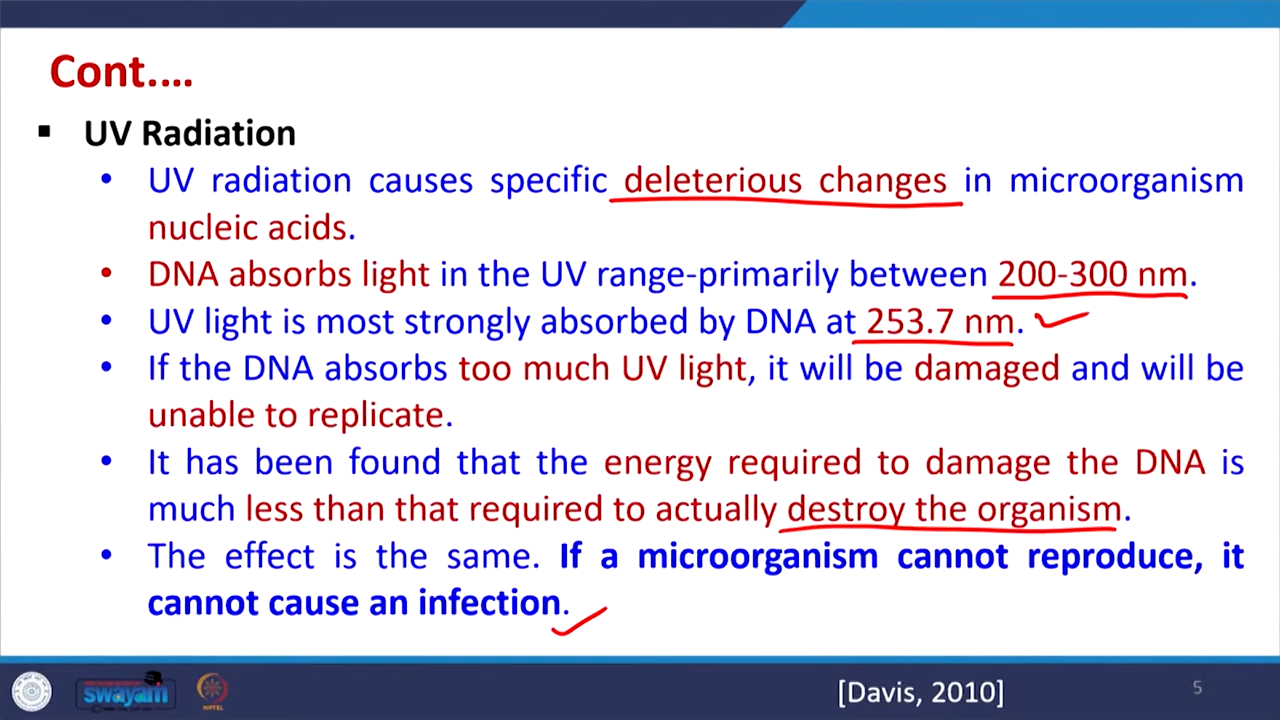 Cont.…
▪ UV Radiation
• UV radiation causes specific deleterious changes in microorganism
nucleic acids.
• DNA absorbs light in the UV range-primarily between 200-300 nm.
• UV light is most strongly absorbed by DNA at 253.7 nm.
• If the DNA absorbs too much UV light, it will be damaged and will be
unable to replicate.
• It has been found that the energy required to damage the DNA is
much less than that required to actually destroy the organism.
• The effect is the same. If a microorganism cannot reproduce, it
cannot cause an infection.
swayam
[Davis, 2010]
5